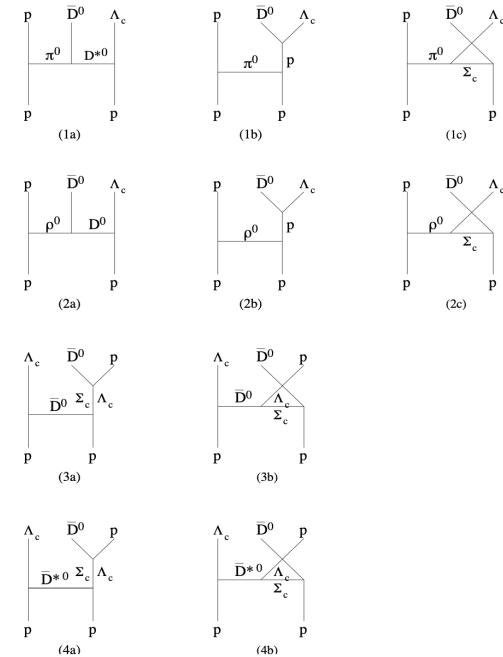 p D̅⁰ Λc p D̅⁰ Λc p D̅⁰ Λc
π⁰ D*⁰ π⁰ p π⁰ Σc
p p p p p p
(1a) (1b) (1c)
p D̅⁰ Λc p D̅⁰ Λc p D̅⁰ Λc
ρ⁰ D⁰ ρ⁰ p ρ⁰ Σc
p p p p p p
(2a) (2b) (2c)
Λc D̅⁰ p Λc D̅⁰ p
D̅⁰ Σc Λc D̅⁰ Λc
Σc
p p p p
(3a) (3b)
Λc D̅⁰ p Λc D̅⁰ p
D̅*⁰ Σc Λc D̅*⁰ Λc
Σc
p p p p
(4a) (4b)